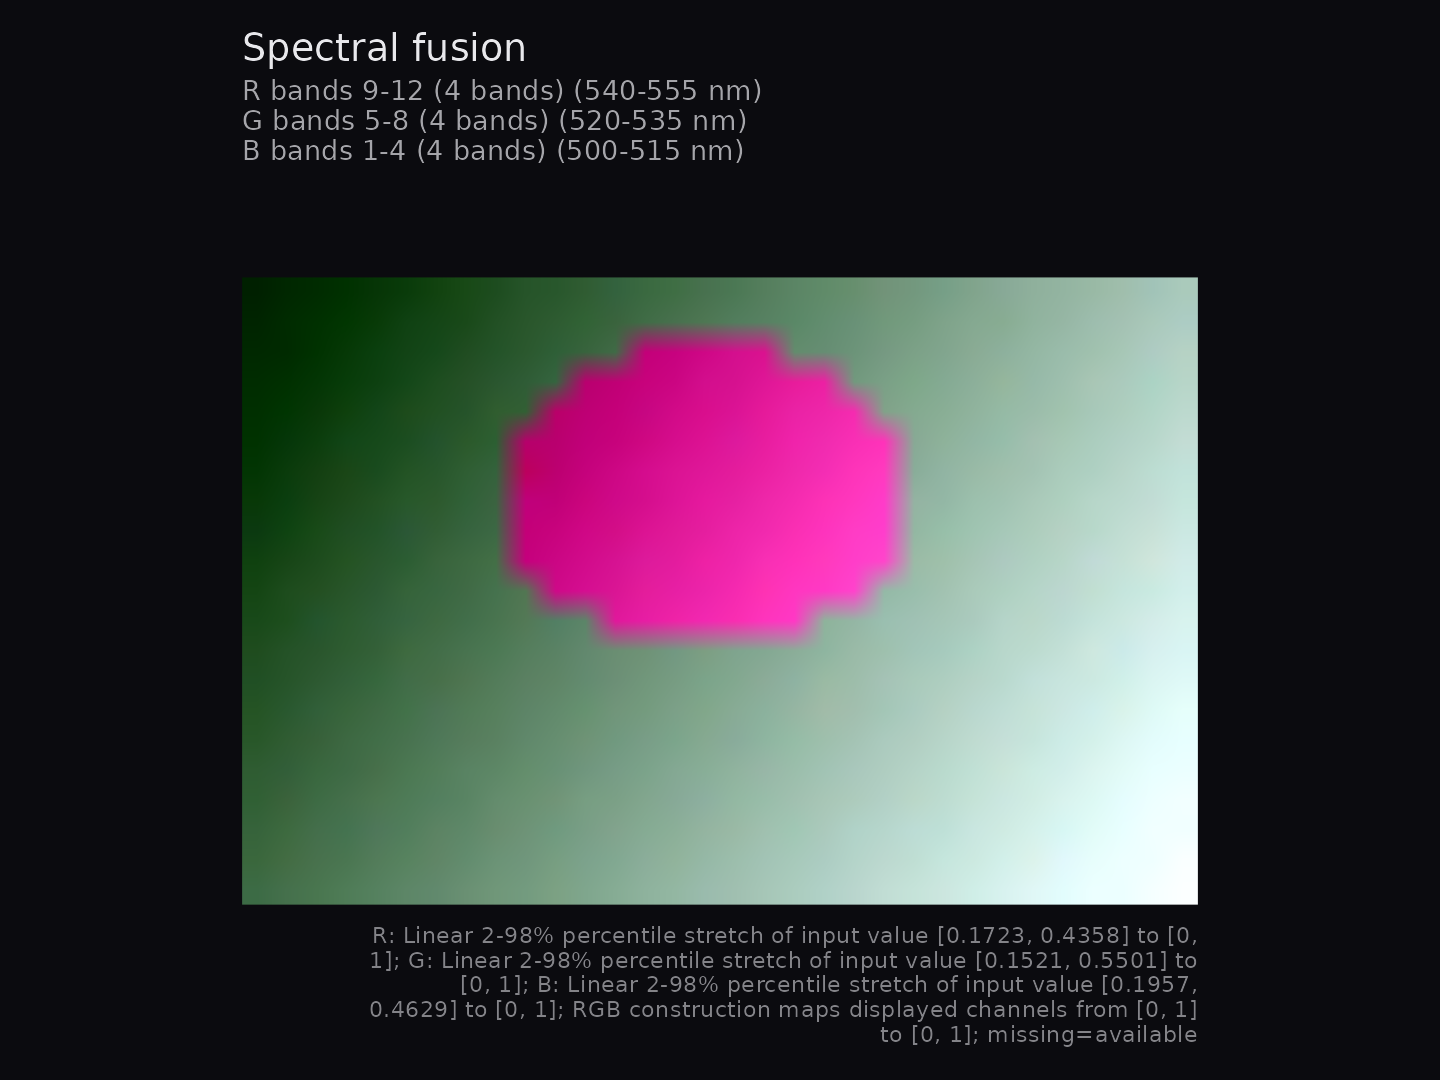 Spectral fusion
R bands 9-12 (4 bands) (540-555 nm)
G bands 5-8 (4 bands) (520-535 nm)
B bands 1-4 (4 bands) (500-515 nm)
R: Linear 2-98% percentile stretch of input value [0.1723, 0.4358] to [0,
1]; G: Linear 2-98% percentile stretch of input value [0.1521, 0.5501] to
[0, 1]; B: Linear 2-98% percentile stretch of input value [0.1957,
0.4629] to [0, 1]; RGB construction maps displayed channels from [0, 1]
to [0, 1]; missing=available